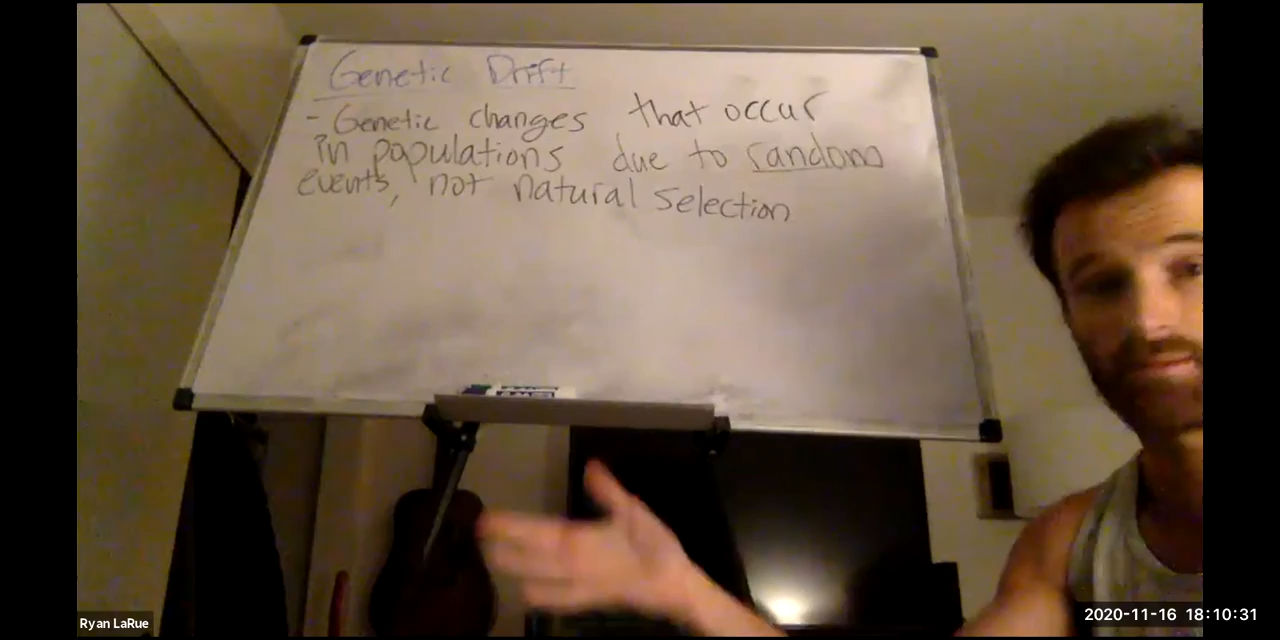 Genetic Drift
- Genetic changes that occur
in populations due to random
events, not natural selection
Ryan LaRue
2020-11-16 18:10:31